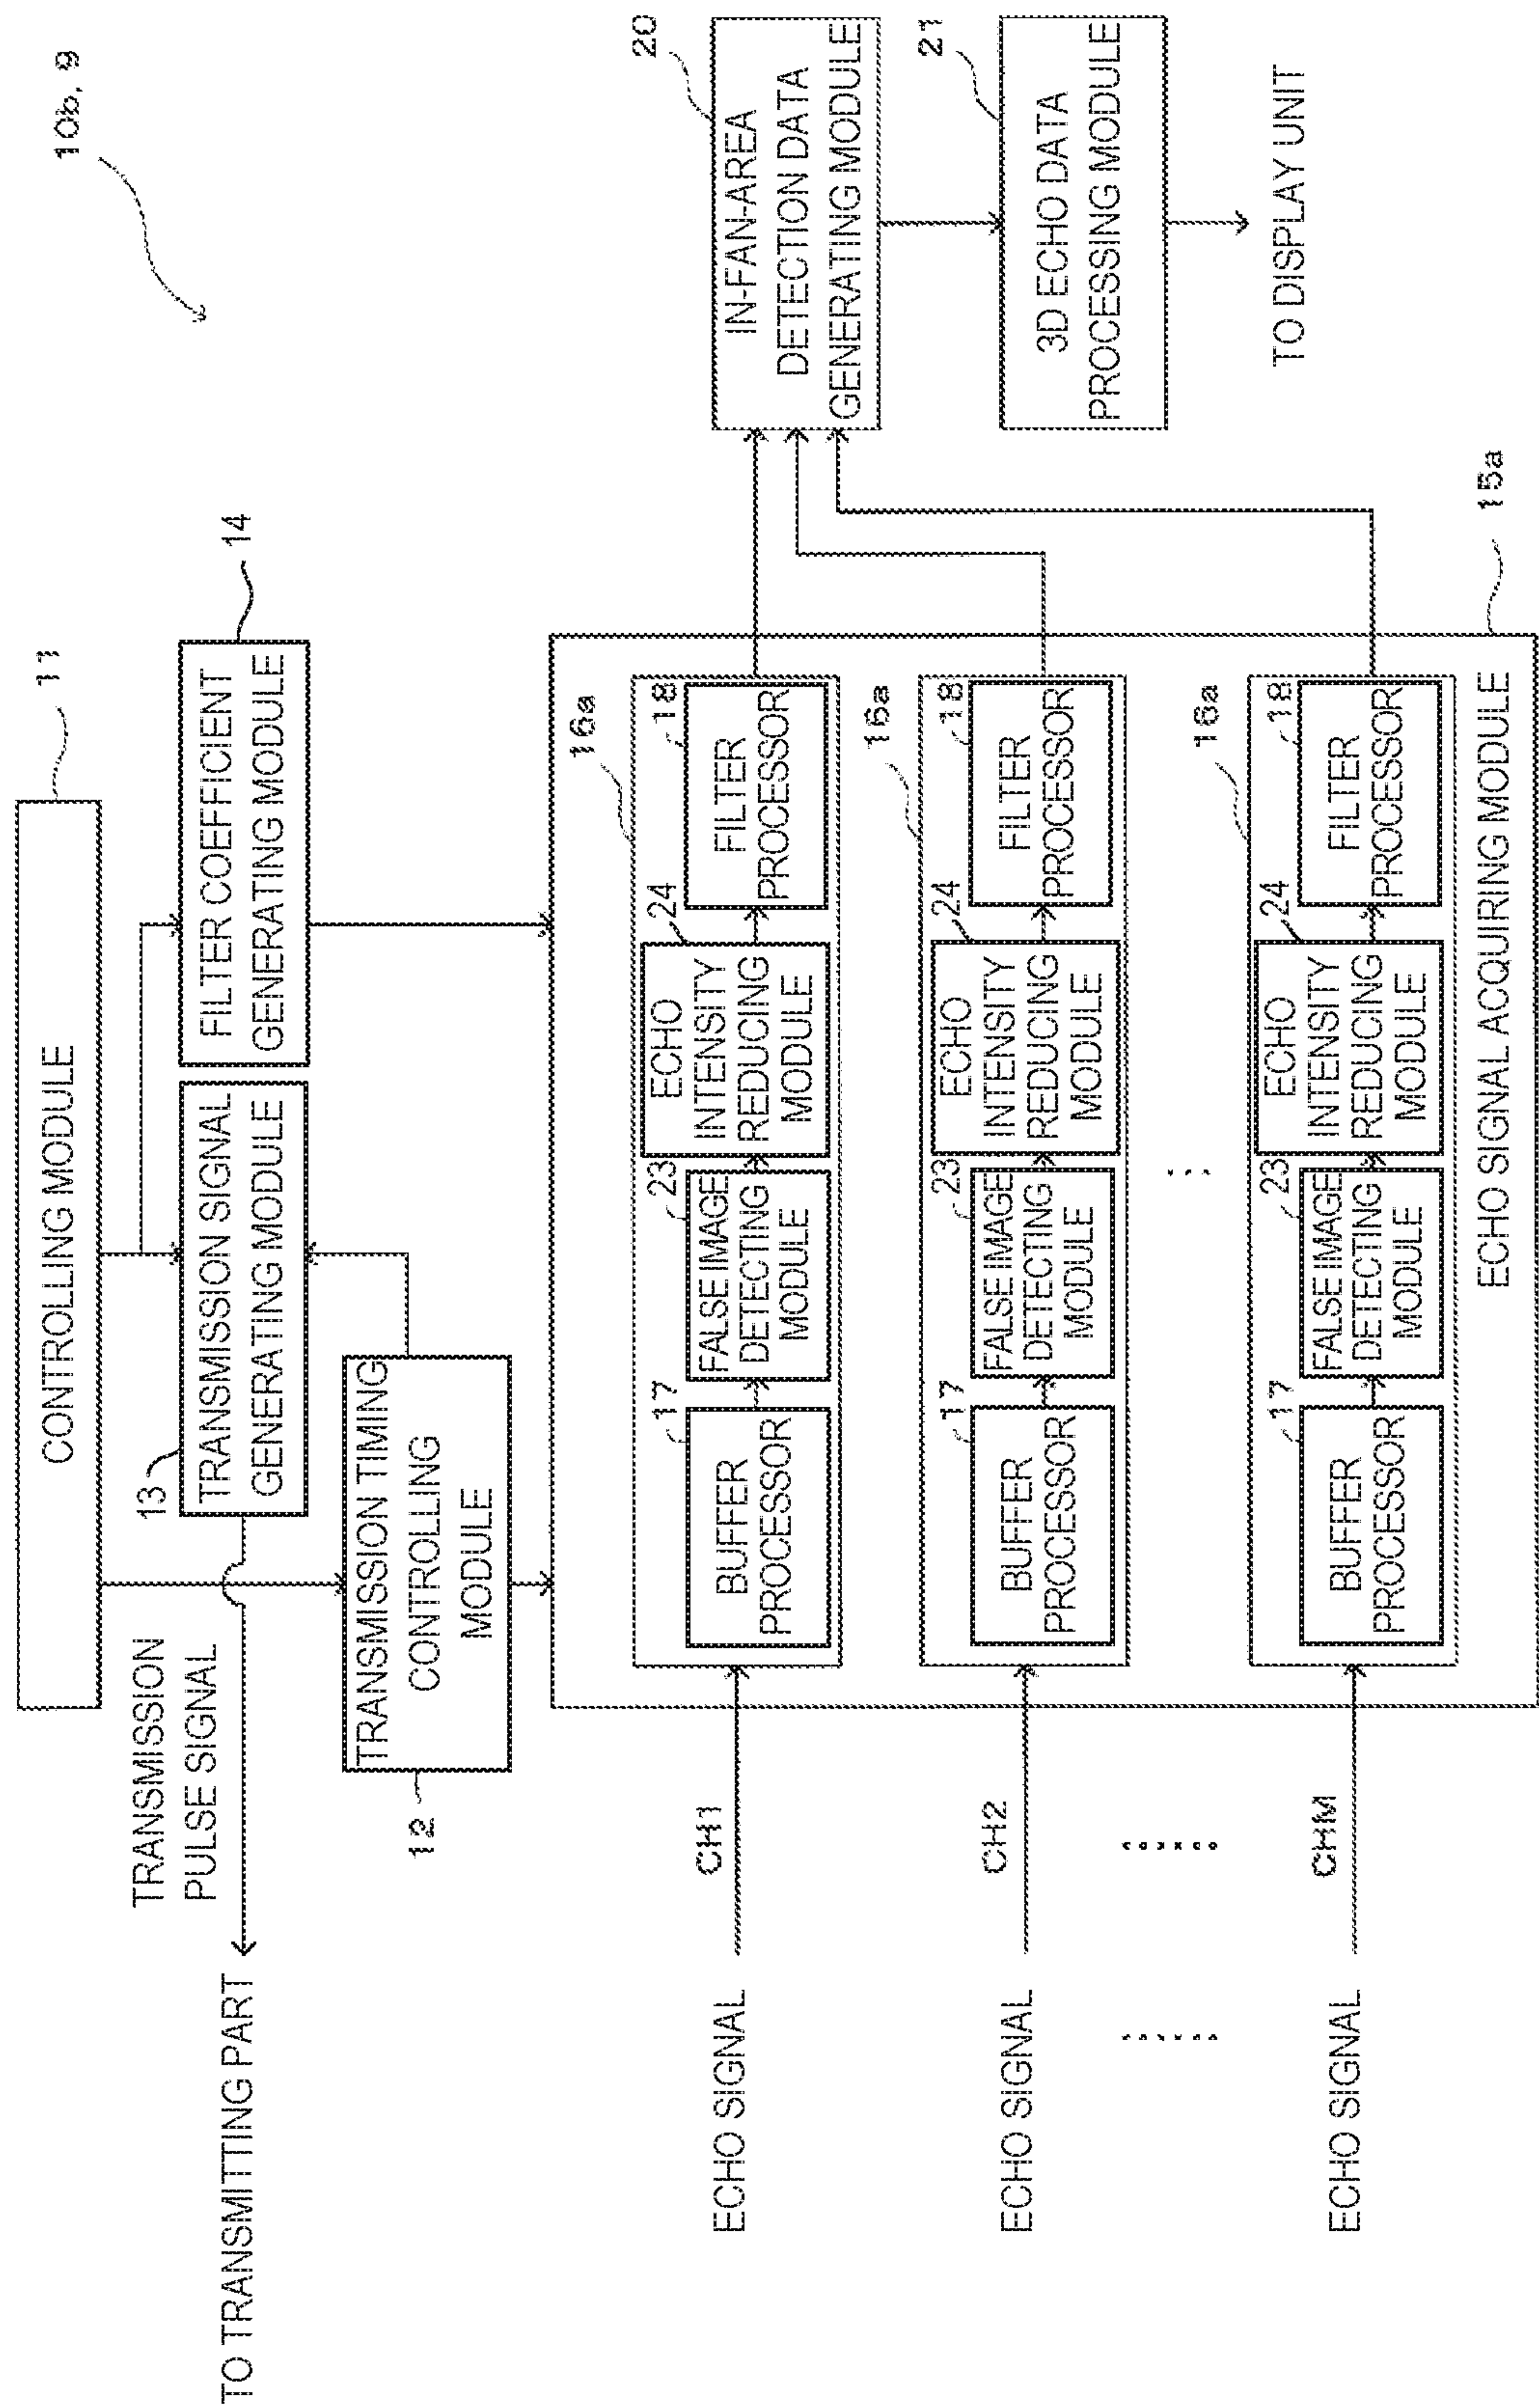 10b, 9
11
CONTROLLING MODULE
TRANSMISSION
PULSE SIGNAL
TO TRANSMITTING PART
13
TRANSMISSION SIGNAL
GENERATING MODULE
14
FILTER COEFFICIENT
GENERATING MODULE
12
TRANSMISSION TIMING
CONTROLLING
MODULE
ECHO SIGNAL
CH1
16a
17
BUFFER
PROCESSOR
23
FALSE IMAGE
DETECTING
MODULE
24
ECHO
INTENSITY
REDUCING
MODULE
18
FILTER
PROCESSOR
20
IN-FAN-AREA
DETECTION DATA
GENERATING MODULE
ECHO SIGNAL
CH2
16a
17
BUFFER
PROCESSOR
23
FALSE IMAGE
DETECTING
MODULE
24
ECHO
INTENSITY
REDUCING
MODULE
18
FILTER
PROCESSOR
21
3D ECHO DATA
PROCESSING MODULE
TO DISPLAY UNIT
ECHO SIGNAL
CHM
16a
17
BUFFER
PROCESSOR
23
FALSE IMAGE
DETECTING
MODULE
24
ECHO
INTENSITY
REDUCING
MODULE
18
FILTER
PROCESSOR
ECHO SIGNAL ACQUIRING MODULE
15a